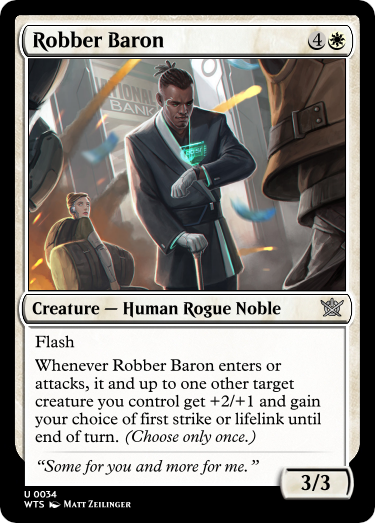 Robber Baron
4
NATIONAL
BANK
Creature — Human Rogue Noble
Flash
Whenever Robber Baron enters or
attacks, it and up to one other target
creature you control get +2/+1 and gain
your choice of first strike or lifelink until
end of turn. (Choose only once.)
“Some for you and more for me.”
3/3
U 0034
WTS Matt Zeilinger